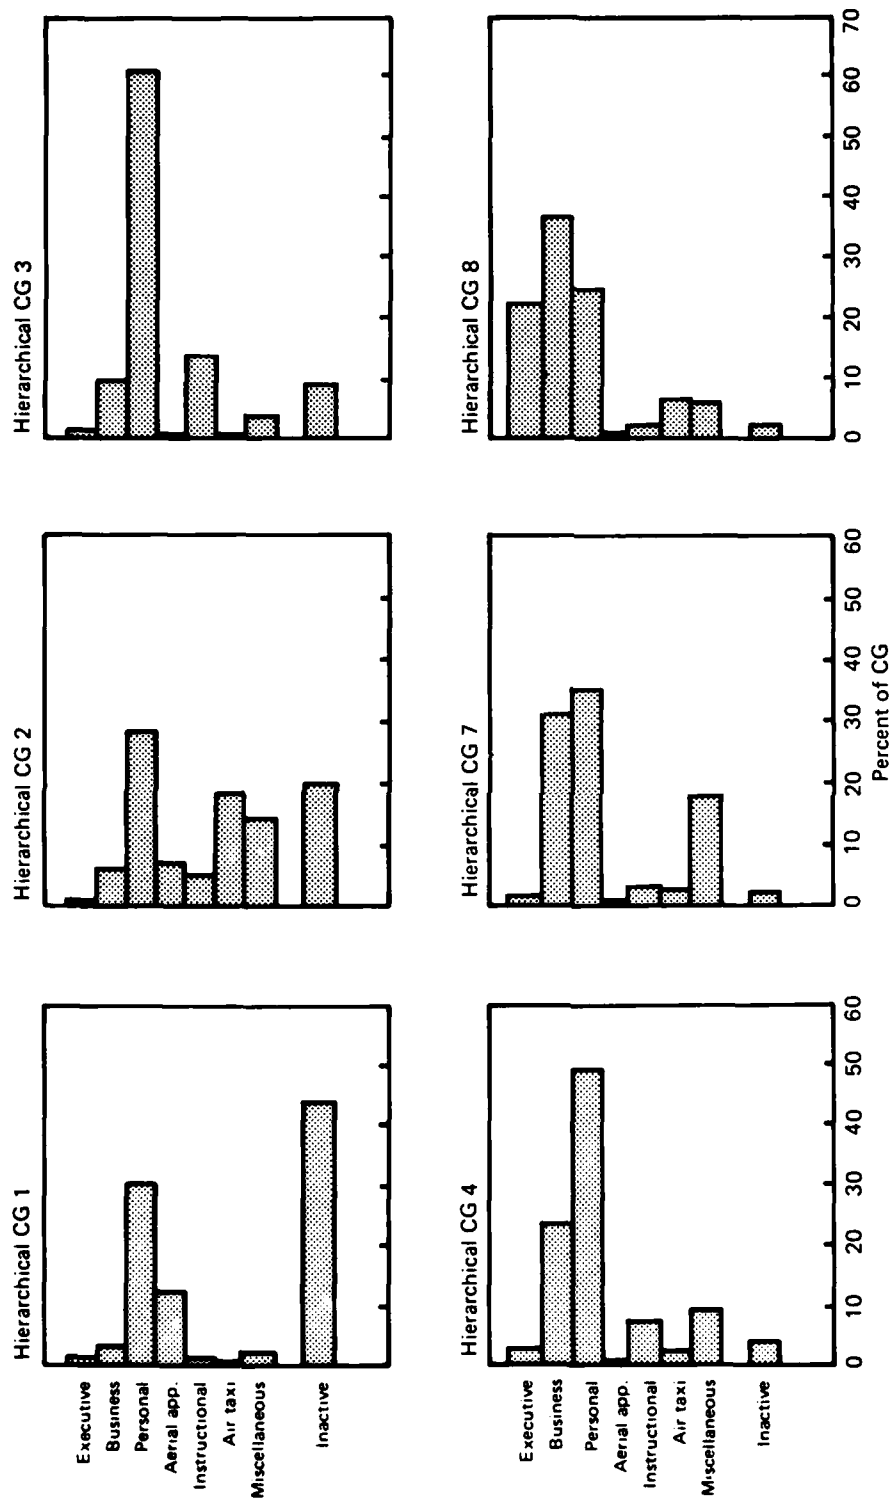 Hierarchical CG 1
Hierarchical CG 2
Hierarchical CG 3
Executive
Business
Personal
Aerial app.
Instructional
Air taxi
Miscellaneous
Inactive
Hierarchical CG 4
Hierarchical CG 7
Hierarchical CG 8
Executive
Business
Personal
Aerial app.
Instructional
Air taxi
Miscellaneous
Inactive
0 10 20 30 40 50 60
0 10 20 30 40 50 60
0 10 20 30 40 50 60 70
Percent of CG